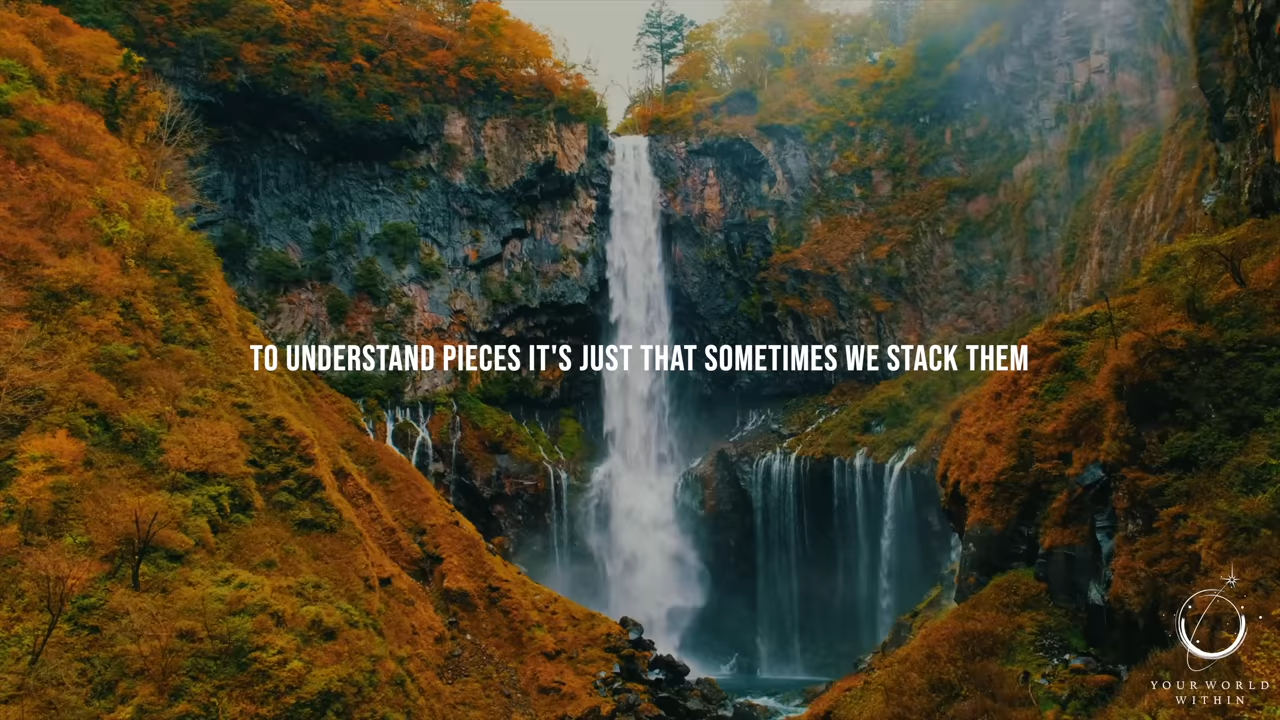 TO UNDERSTAND PIECES IT'S JUST THAT SOMETIMES WE STACK THEM
YOUR WORLD
WITHIN